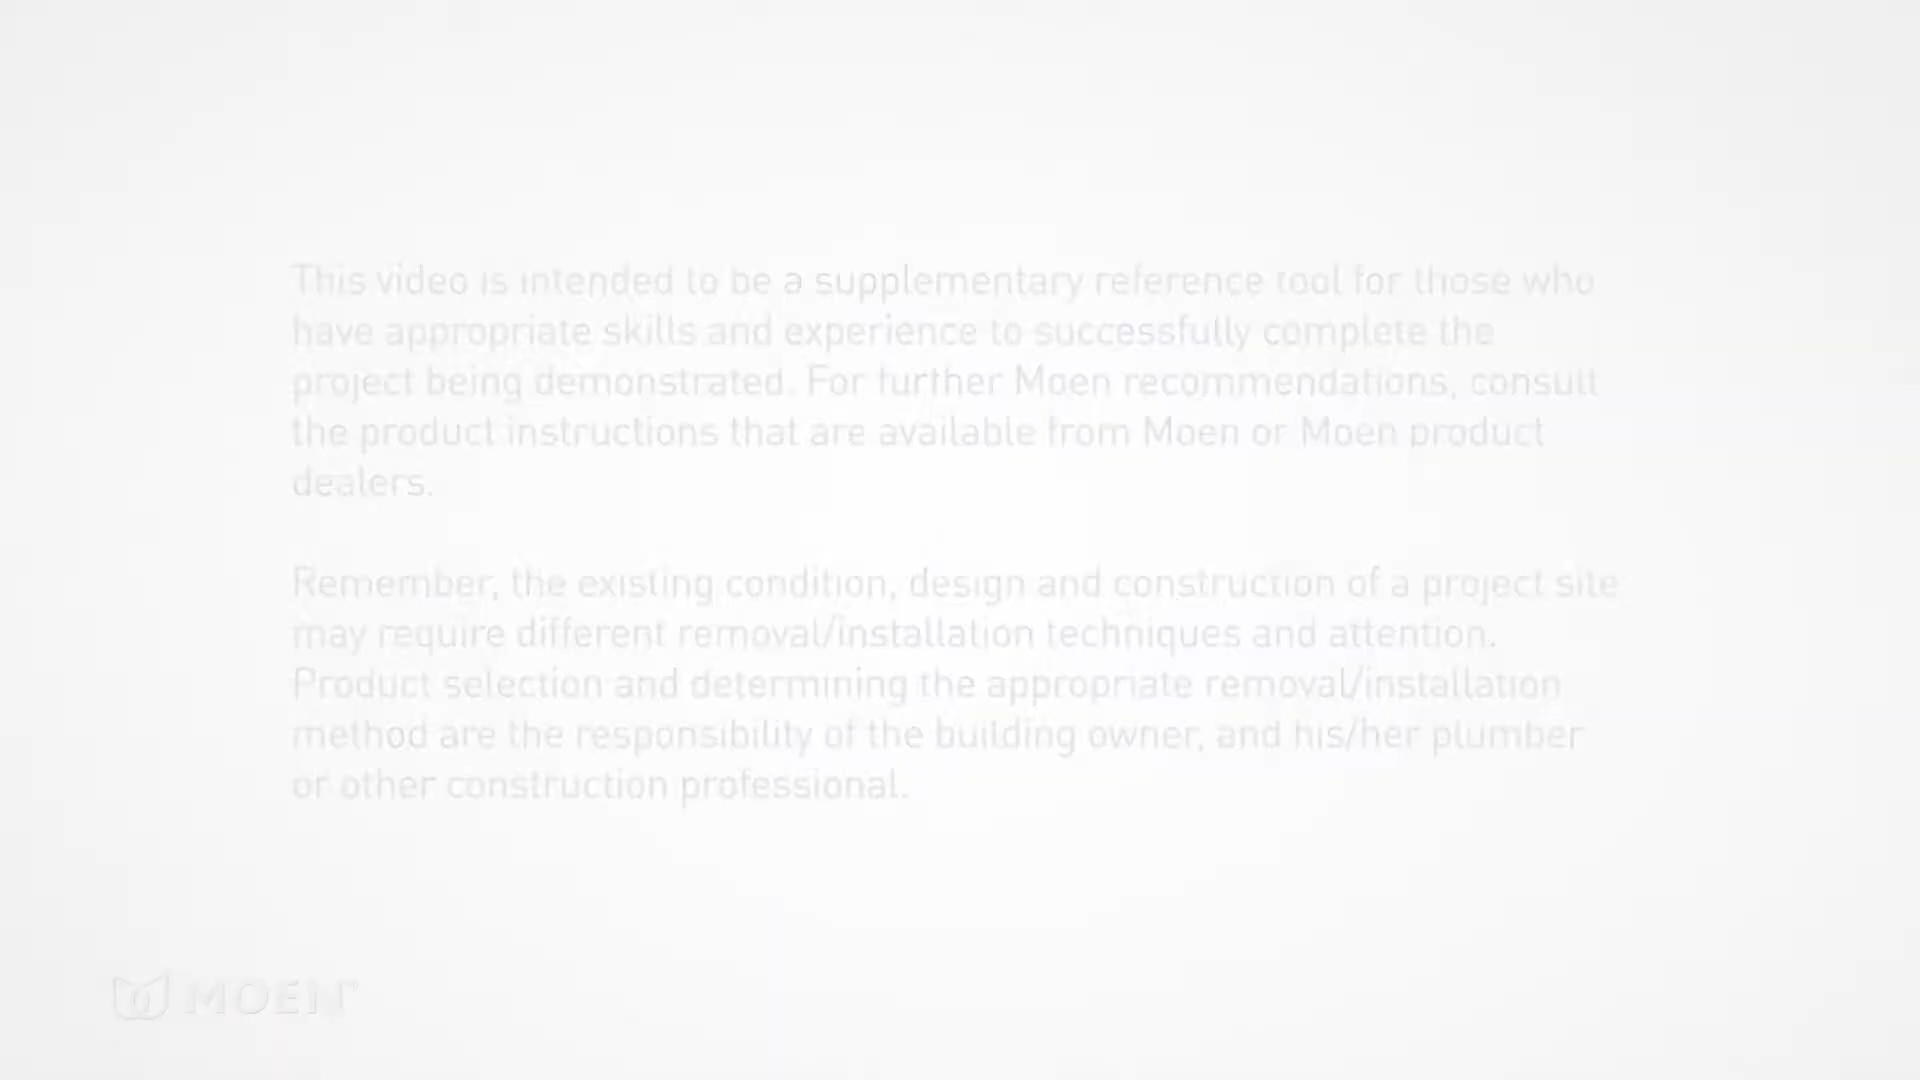 This video is intended to be a supplementary reference tool for those who
have appropriate skills and experience to successfully complete the
project being demonstrated. For further Moen recommendations, consult
the product instructions that are available from Moen or Moen product
dealers.
Remember, the existing condition, design and construction of a project site
may require different removal/installation techniques and attention.
Product selection and determining the appropriate removal/installation
method are the responsibility of the building owner, and his/her plumber
or other construction professional.
MOEN™